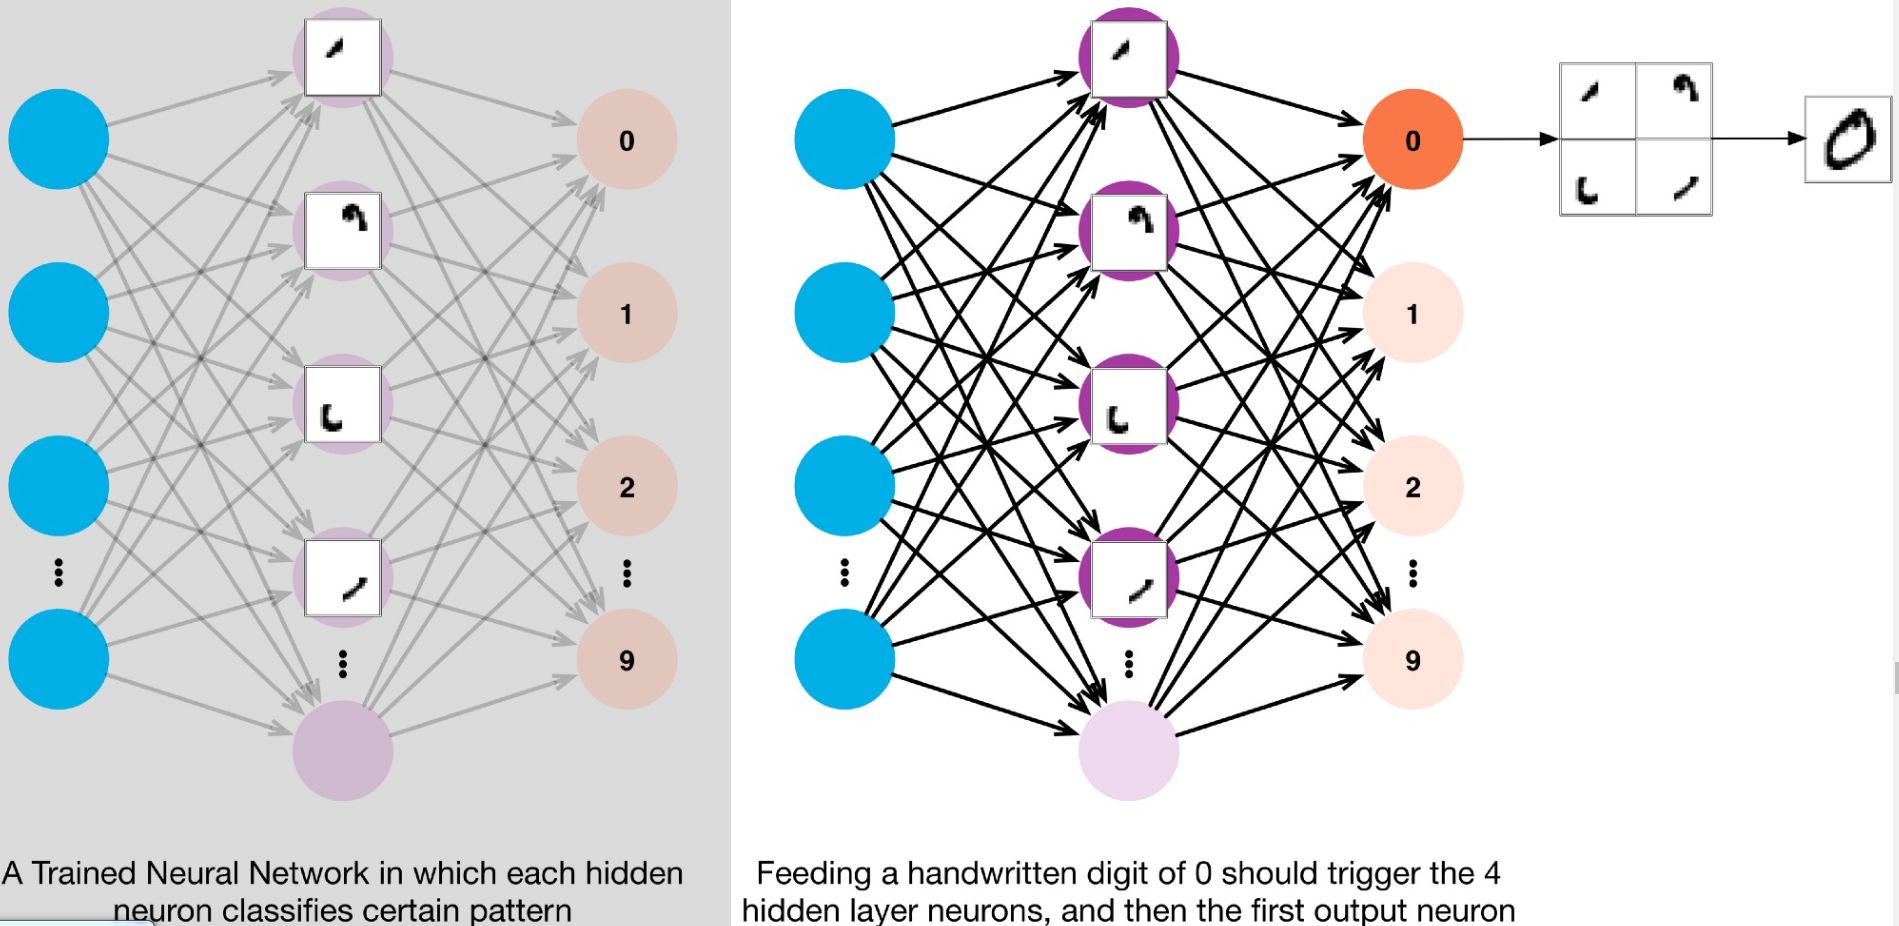 0
1
2
9
A Trained Neural Network in which each hidden
neuron classifies certain pattern
0
1
2
9
Feeding a handwritten digit of 0 should trigger the 4
hidden layer neurons, and then the first output neuron
0